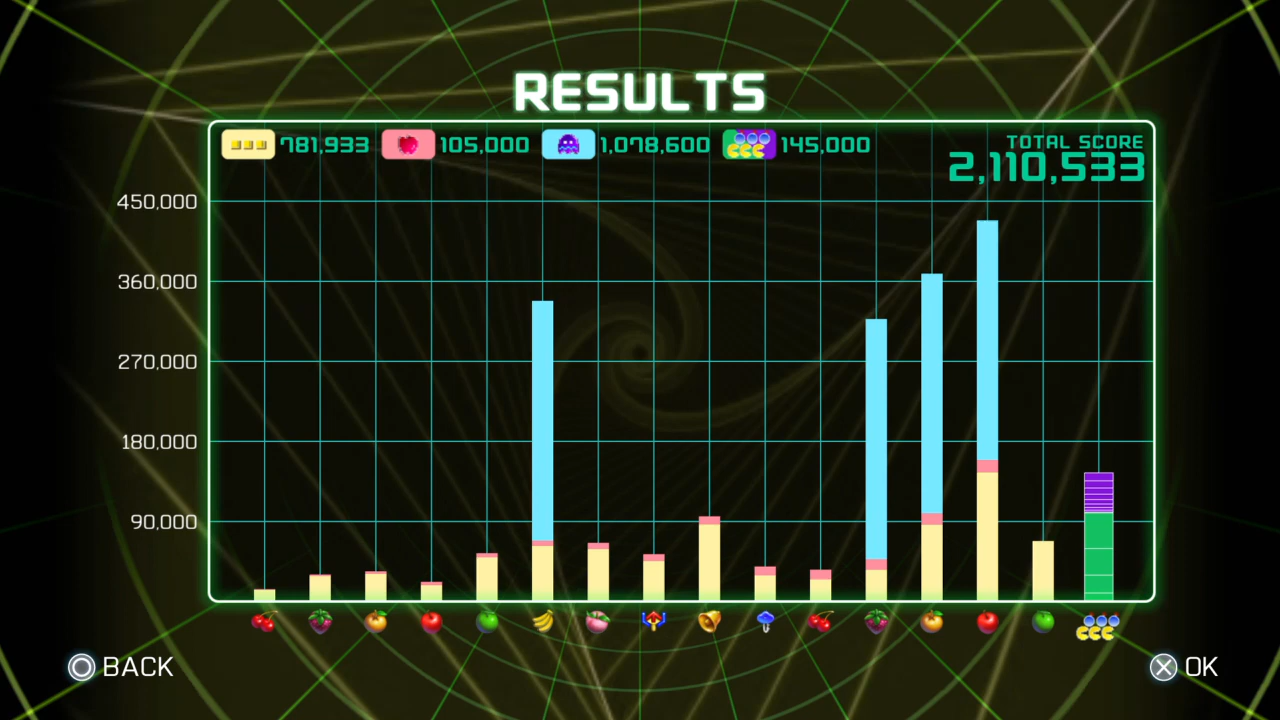 RESULTS
781,933 105,000 1,078,600 145,000
TOTAL SCORE
2,110,533
450,000
360,000
270,000
180,000
90,000
BACK
OK